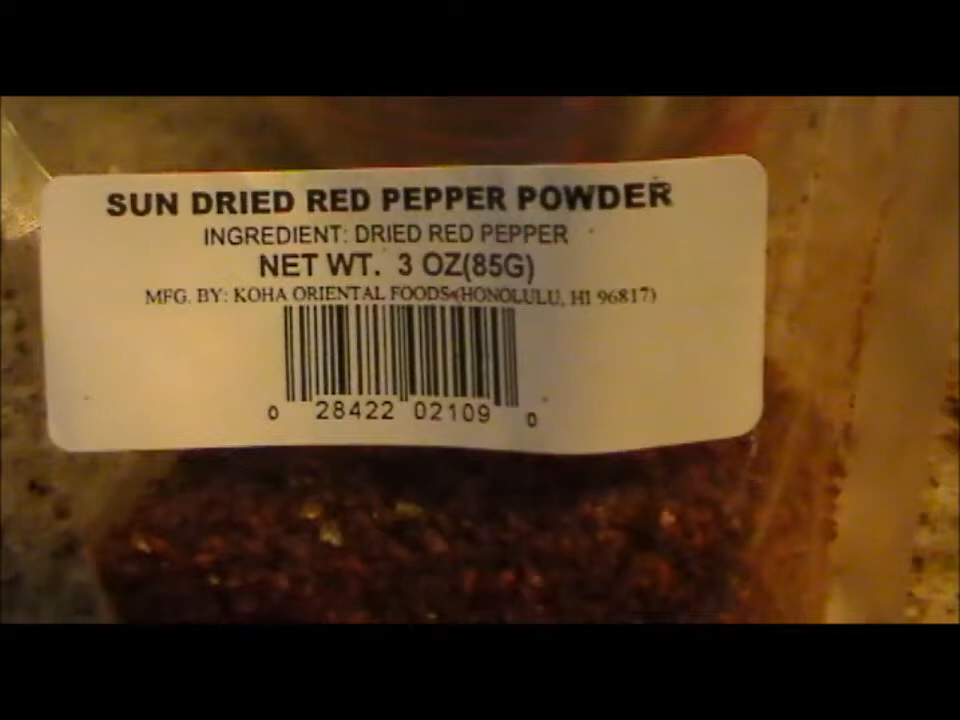 SUN DRIED RED PEPPER POWDER
INGREDIENT: DRIED RED PEPPER
NET WT. 3 OZ(85G)
MFG. BY: KOHA ORIENTAL FOODS(HONOLULU, HI 96817)
0 28422 02109 0